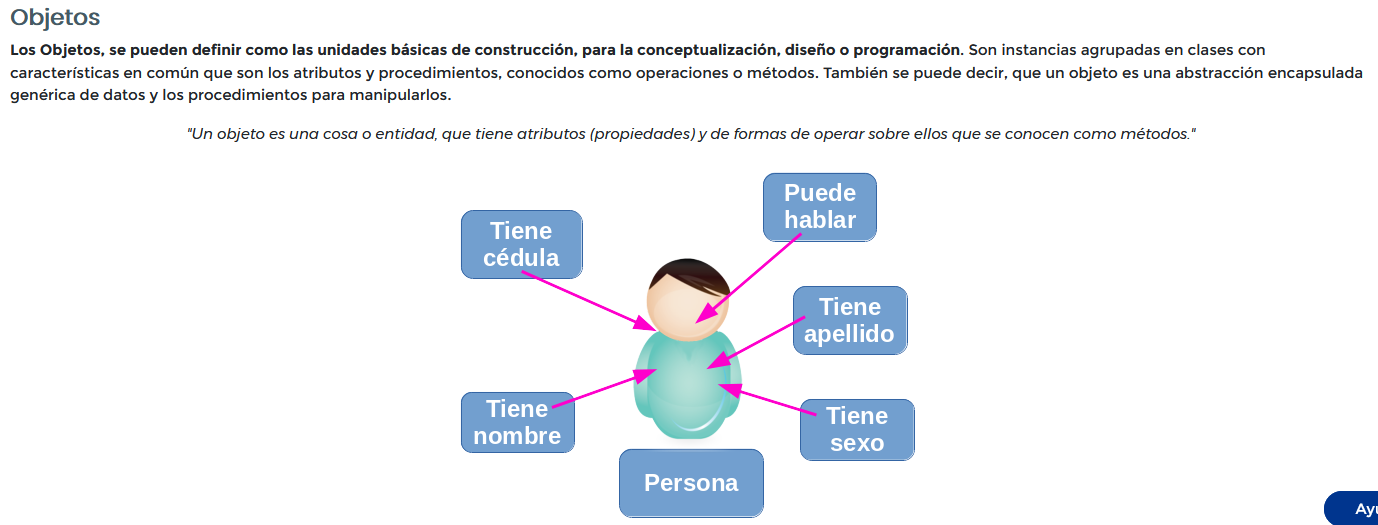 Objetos
Los Objetos, se pueden definir como las unidades básicas de construcción, para la conceptualización, diseño o programación. Son instancias agrupadas en clases con
características en común que son los atributos y procedimientos, conocidos como operaciones o métodos. También se puede decir, que un objeto es una abstracción encapsulada
genérica de datos y los procedimientos para manipularlos.
"Un objeto es una cosa o entidad, que tiene atributos (propiedades) y de formas de operar sobre ellos que se conocen como métodos."
Puede
hablar
Tiene
cédula
Tiene
apellido
Tiene
nombre
Tiene
sexo
Persona